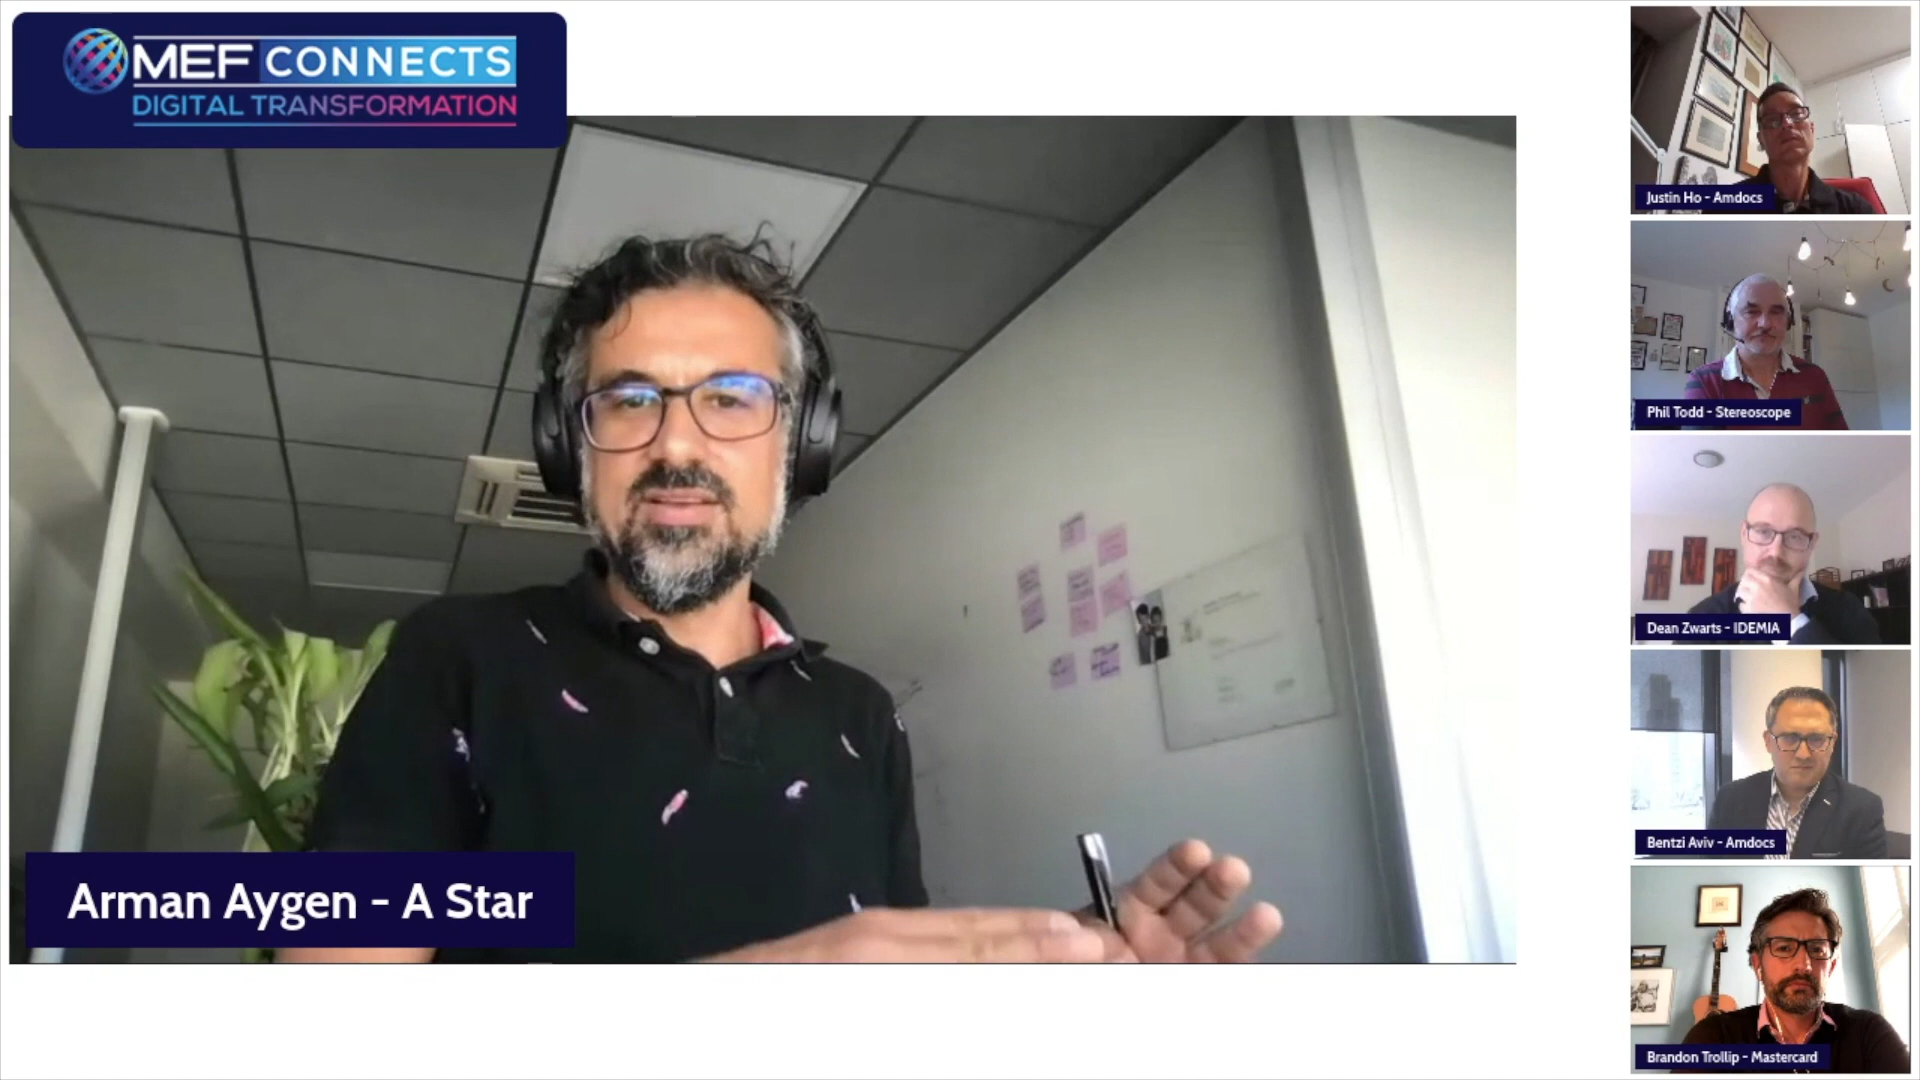 MEF CONNECTS
DIGITAL TRANSFORMATION
Arman Aygen - A Star
Justin Ho - Amdocs
Phil Todd - Stereoscope
Dean Zwarts - IDEMIA
Bentzi Aviv - Amdocs
Brandon Trollip - Mastercard